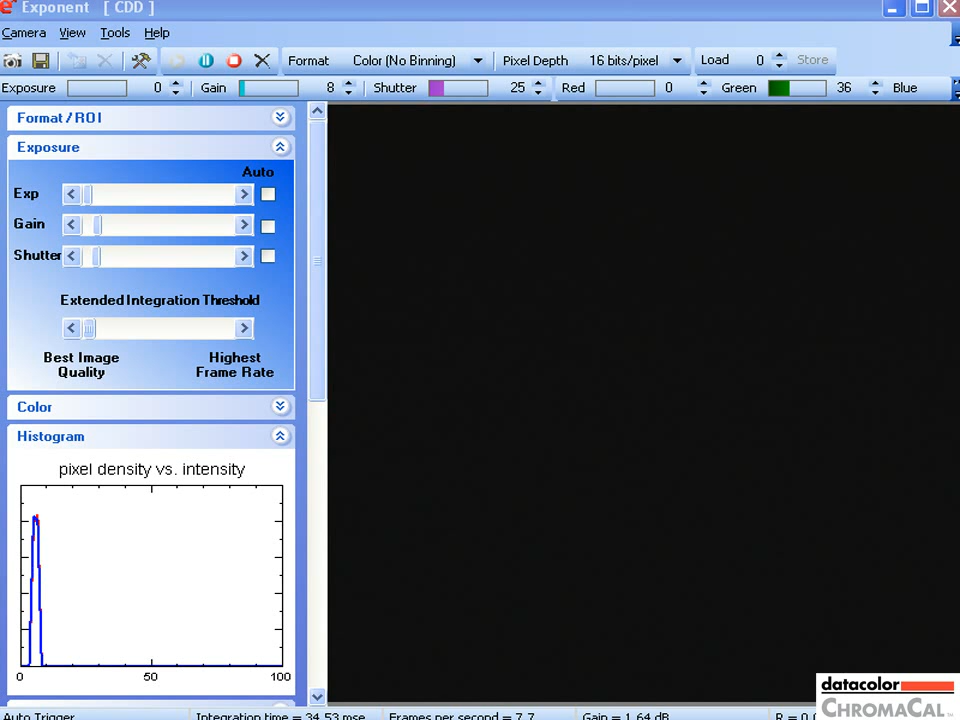 Exponent [ CDD ]
Camera View Tools Help
Format Color (No Binning) Pixel Depth 16 bits/pixel Load 0 Store
Exposure 0 Gain 8 Shutter 25 Red 0 Green 36 Blue
Format / ROI
Exposure
Auto
Exp
Gain
Shutter
Extended Integration Threshold
Best Image Highest
Quality Frame Rate
Color
Histogram
pixel density vs. intensity
0 50 100
datacolor
CHROMACAL
Auto Trigger Integration time = 34.53 mse Frames per second = 7.7 Gain = 1.64 dB R = 0.0